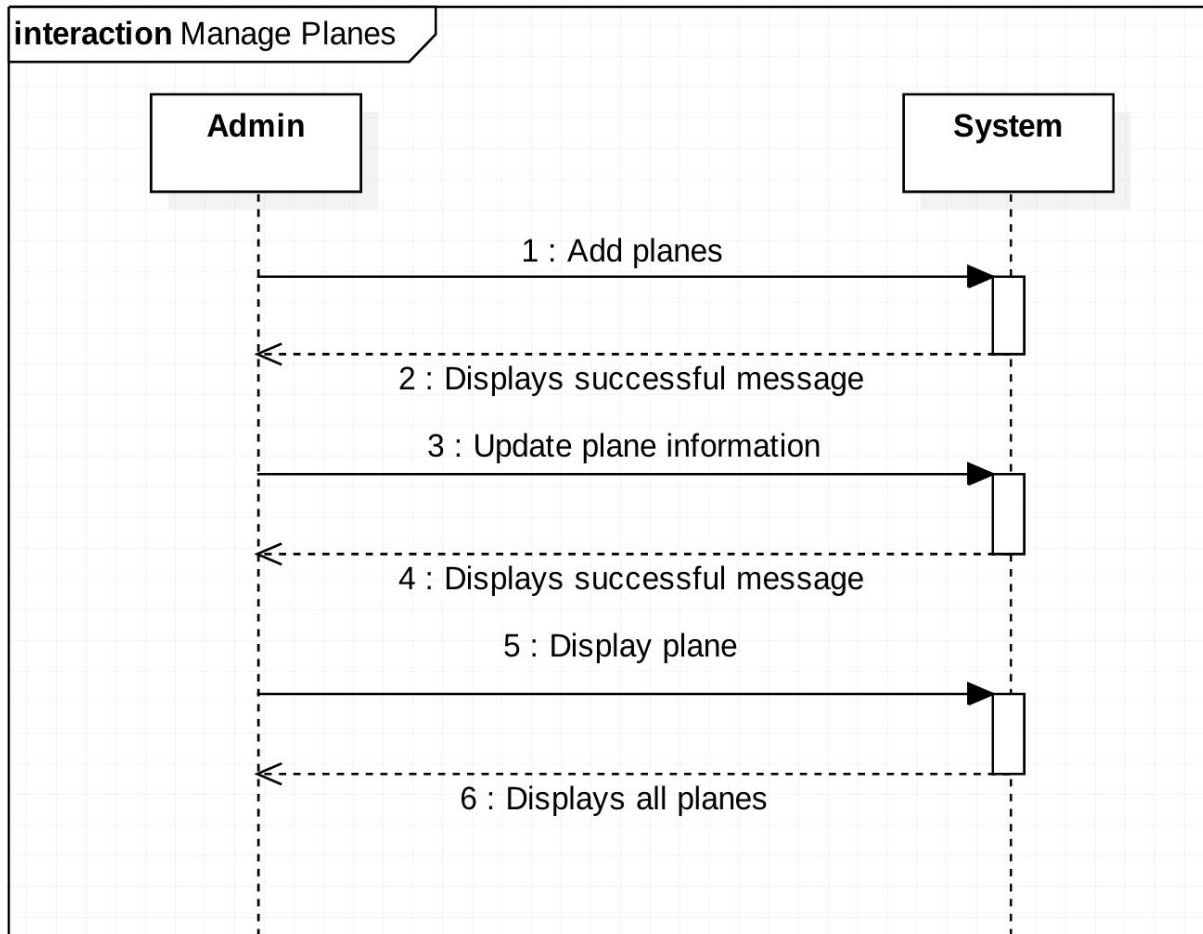 interaction Manage Planes
Admin
System
1 : Add planes
2 : Displays successful message
3 : Update plane information
4 : Displays successful message
5 : Display plane
6 : Displays all planes